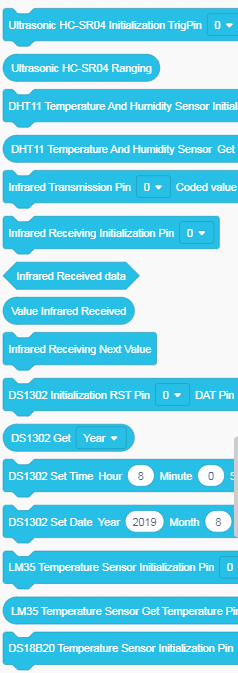 Ultrasonic HC-SR04 Initialization TrigPin 0
Ultrasonic HC-SR04 Ranging
DHT11 Temperature And Humidity Sensor Initial
DHT11 Temperature And Humidity Sensor Get
Infrared Transmission Pin 0 Coded value
Infrared Receiving Initialization Pin 0
Infrared Received data
Value Infrared Received
Infrared Receiving Next Value
DS1302 Initialization RST Pin 0 DAT Pin
DS1302 Get Year
DS1302 Set Time Hour 8 Minute 0 S
DS1302 Set Date Year 2019 Month 8
LM35 Temperature Sensor Initialization Pin 0
LM35 Temperature Sensor Get Temperature Pin
DS18B20 Temperature Sensor Initialization Pin